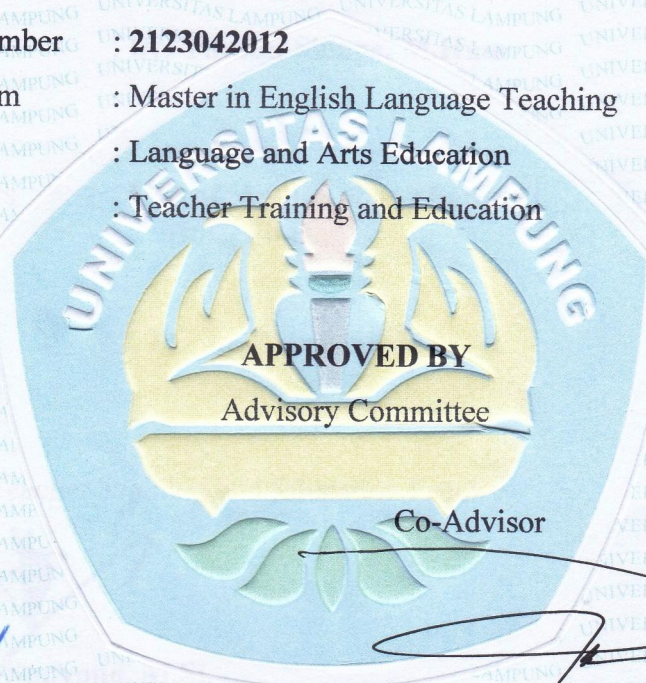 mber : 2123042012
m : Master in English Language Teaching
: Language and Arts Education
: Teacher Training and Education
UNIVERSITAS LAMPUNG
APPROVED BY
Advisory Committee
Co-Advisor